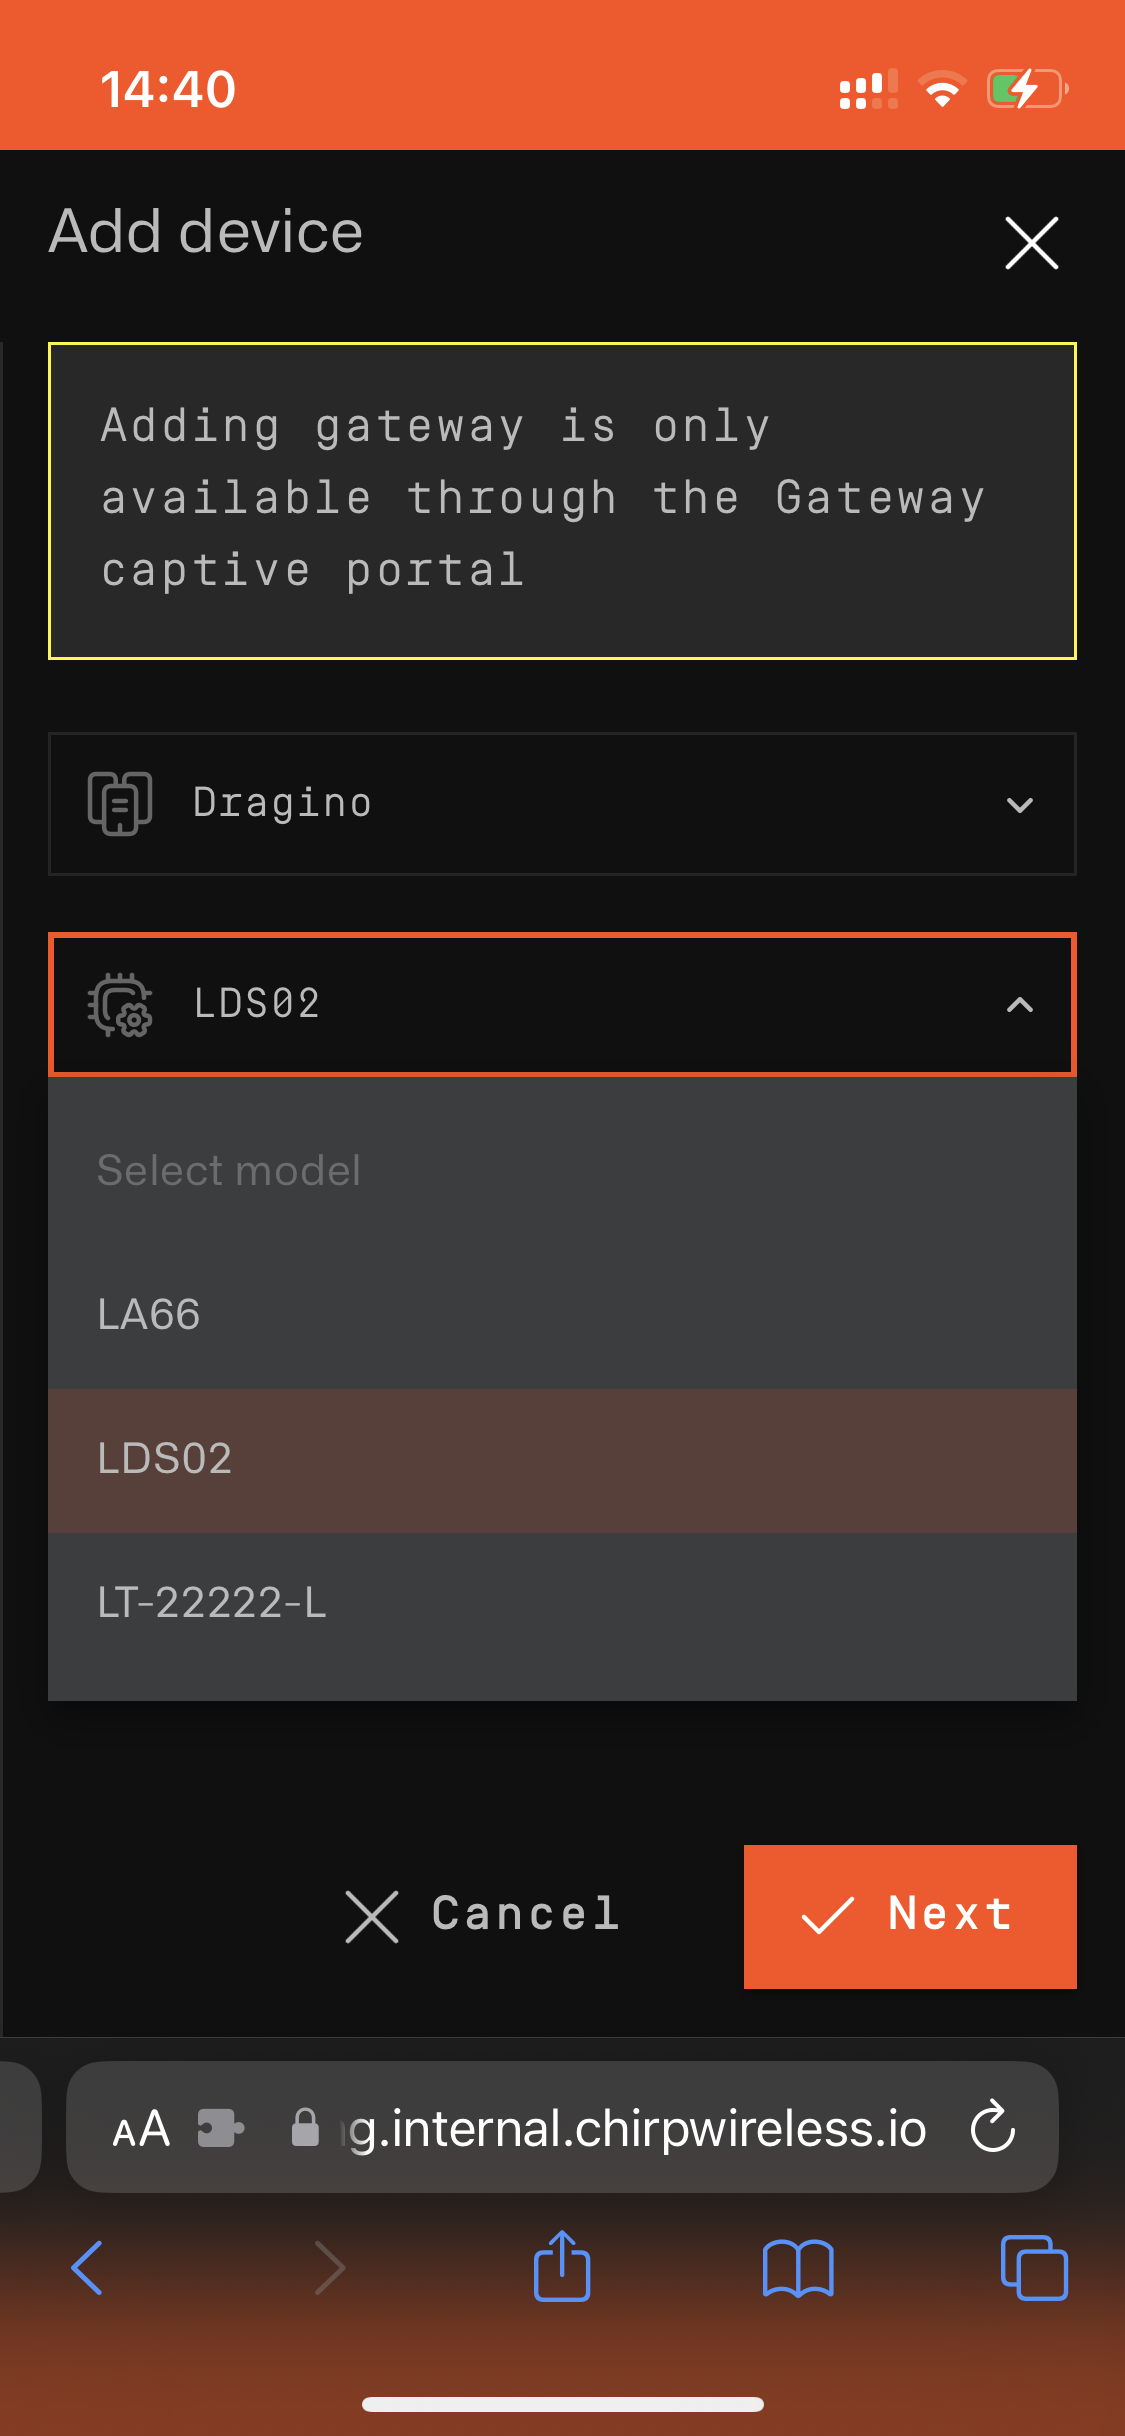 14:40
Add device
Adding gateway is only
available through the Gateway
captive portal
Dragino
LDS02
Select model
LA66
LDS02
LT-22222-L
Cancel
Next
AA
g.internal.chirpwireless.io